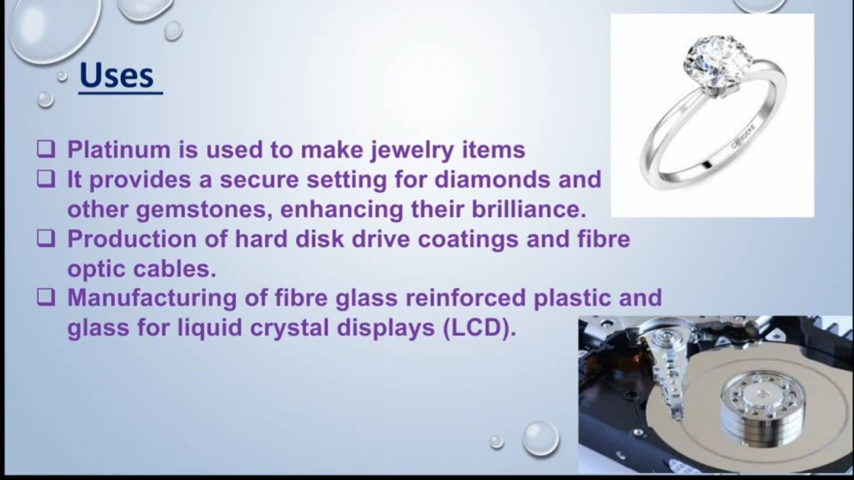 Uses
❑ Platinum is used to make jewelry items
❑ It provides a secure setting for diamonds and
other gemstones, enhancing their brilliance.
❑ Production of hard disk drive coatings and fibre
optic cables.
❑ Manufacturing of fibre glass reinforced plastic and
glass for liquid crystal displays (LCD).